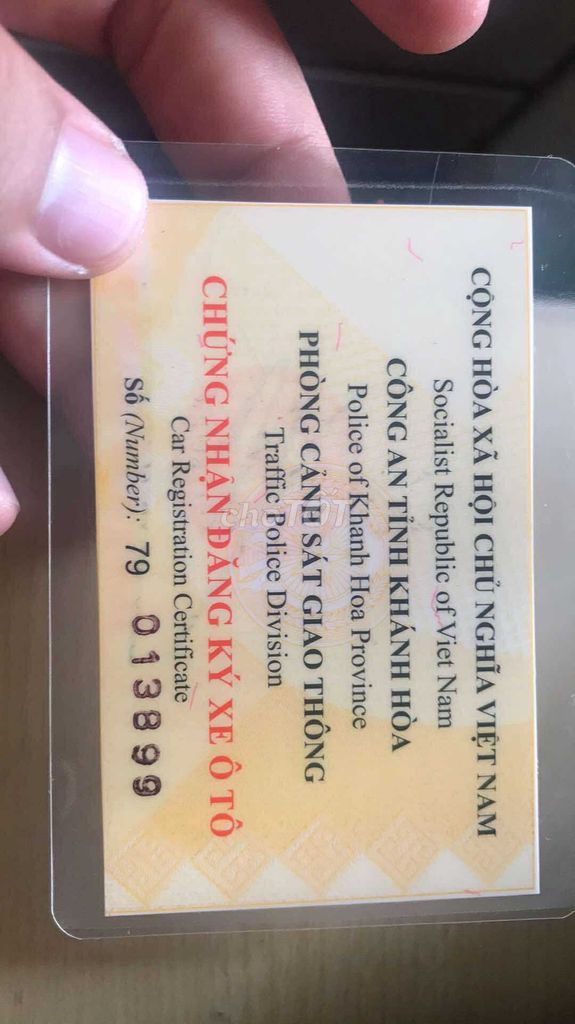 CỘNG HÒA XÃ HỘI CHỦ NGHĨA VIỆT NAM
Socialist Republic of Viet Nam
CÔNG AN TỈNH KHÁNH HÒA
Police of Khanh Hoa Province
PHÒNG CẢNH SÁT GIAO THÔNG
Traffic Police Division
CHỨNG NHẬN ĐĂNG KÝ XE Ô TÔ
Car Registration Certificate
Số (Number): 79 013899
chợTỐT